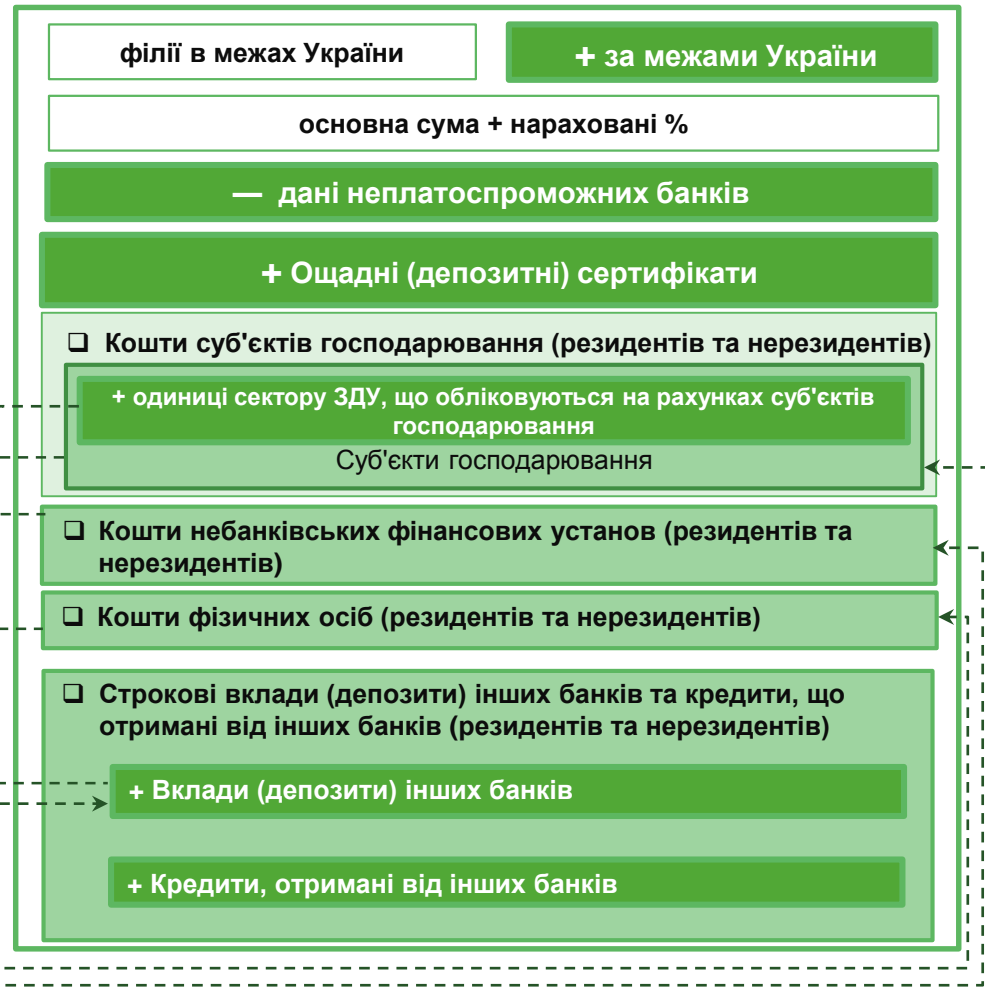 філії в межах України
+ за межами України
основна сума + нараховані %
— дані неплатоспроможних банків
+ Ощадні (депозитні) сертифікати
❑ Кошти суб'єктів господарювання (резидентів та нерезидентів)
+ одиниці сектору ЗДУ, що обліковуються на рахунках суб'єктів
господарювання
Суб'єкти господарювання
❑ Кошти небанківських фінансових установ (резидентів та
нерезидентів)
❑ Кошти фізичних осіб (резидентів та нерезидентів)
❑ Строкові вклади (депозити) інших банків та кредити, що
отримані від інших банків (резидентів та нерезидентів)
+ Вклади (депозити) інших банків
+ Кредити, отримані від інших банків